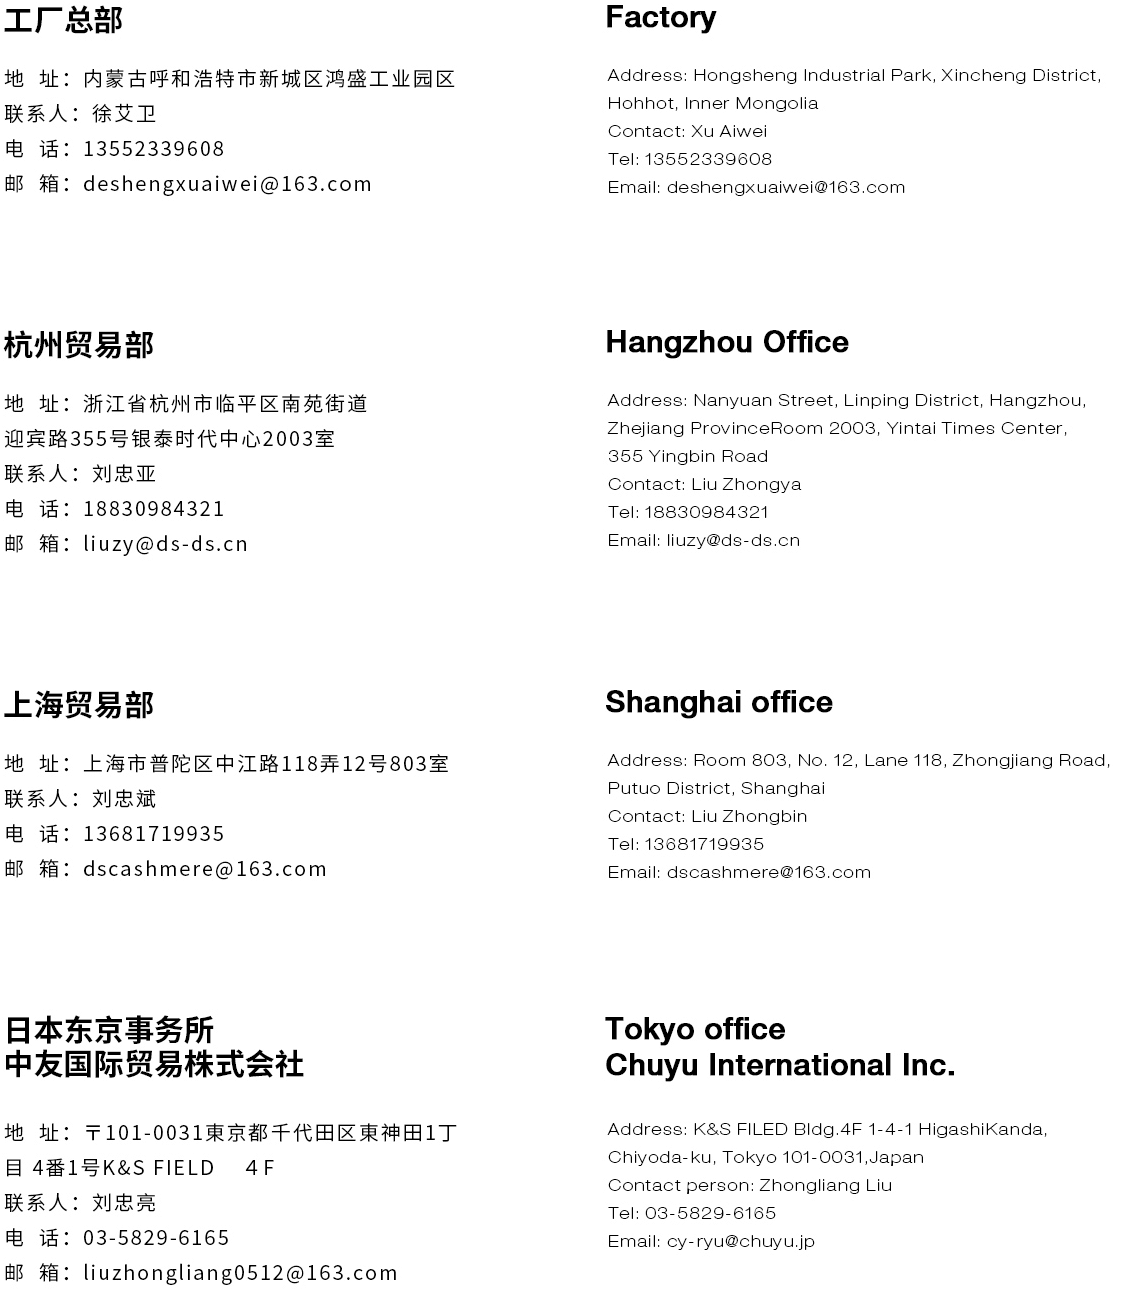 工厂总部
地 址：内蒙古呼和浩特市新城区鸿盛工业园区
联系人：徐艾卫
电 话：13552339608
邮 箱：deshengxuaiwei@163.com
Factory
Address: Hongsheng Industrial Park, Xincheng District,
Hohhot, Inner Mongolia
Contact: Xu Aiwei
Tel: 13552339608
Email: deshengxuaiwei@163.com
杭州贸易部
地 址：浙江省杭州市临平区南苑街道
迎宾路355号银泰时代中心2003室
联系人：刘忠亚
电 话：18830984321
邮 箱：liuzy@ds-ds.cn
Hangzhou Office
Address: Nanyuan Street, Linping District, Hangzhou,
Zhejiang ProvinceRoom 2003, Yintai Times Center,
355 Yingbin Road
Contact: Liu Zhongya
Tel: 18830984321
Email: liuzy@ds-ds.cn
上海贸易部
地 址：上海市普陀区中江路118弄12号803室
联系人：刘忠斌
电 话：13681719935
邮 箱：dscashmere@163.com
Shanghai office
Address: Room 803, No. 12, Lane 118, Zhongjiang Road,
Putuo District, Shanghai
Contact: Liu Zhongbin
Tel: 13681719935
Email: dscashmere@163.com
日本东京事务所
中友国际贸易株式会社
地 址：〒101-0031東京都千代田区東神田1丁
目 4番1号K&S FIELD　４F
联系人：刘忠亮
电 话：03-5829-6165
邮 箱：liuzhongliang0512@163.com
Tokyo office
Chuyu International Inc.
Address: K&S FILED Bldg.4F 1-4-1 HigashiKanda,
Chiyoda-ku, Tokyo 101-0031,Japan
Contact person: Zhongliang Liu
Tel: 03-5829-6165
Email: cy-ryu@chuyu.jp